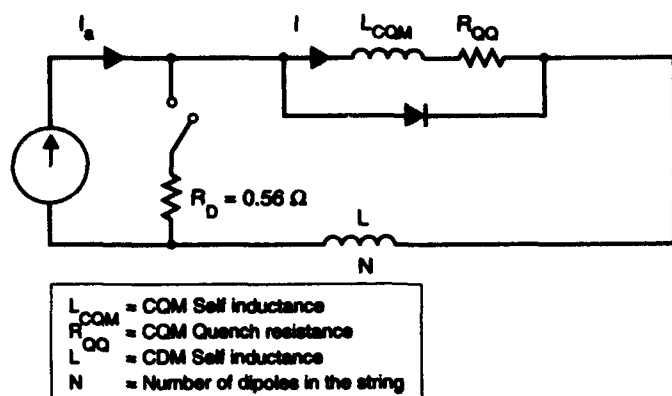 I_a I L_CQM R_QQ
R_D = 0.56 Ω
L
N
L_CQM = CQM Self inductance
R_QQ = CQM Quench resistance
L = CDM Self inductance
N = Number of dipoles in the string